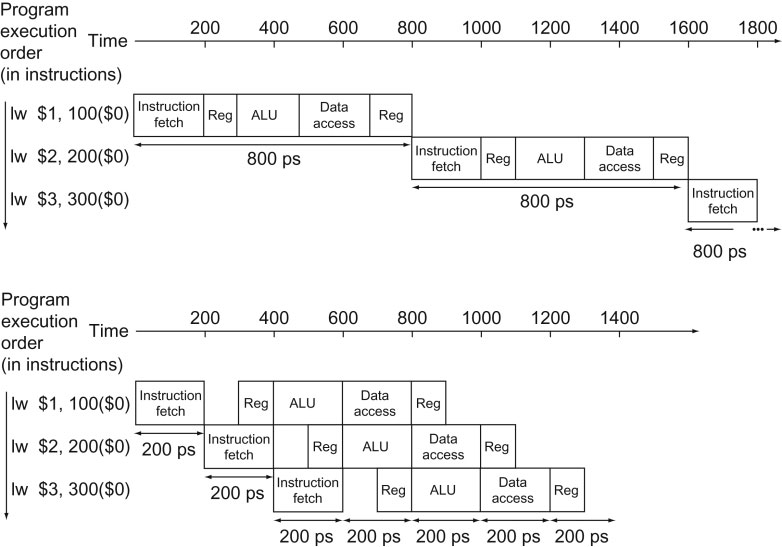 Program
execution
order
(in instructions)
Time
200 400 600 800 1000 1200 1400 1600 1800
lw $1, 100($0)
Instruction
fetch
Reg
ALU
Data
access
Reg
800 ps
lw $2, 200($0)
Instruction
fetch
Reg
ALU
Data
access
Reg
800 ps
lw $3, 300($0)
Instruction
fetch
...
800 ps
Program
execution
order
(in instructions)
Time
200 400 600 800 1000 1200 1400
lw $1, 100($0)
Instruction
fetch
Reg
ALU
Data
access
Reg
200 ps
lw $2, 200($0)
Instruction
fetch
Reg
ALU
Data
access
Reg
200 ps
lw $3, 300($0)
Instruction
fetch
Reg
ALU
Data
access
Reg
200 ps 200 ps 200 ps 200 ps 200 ps